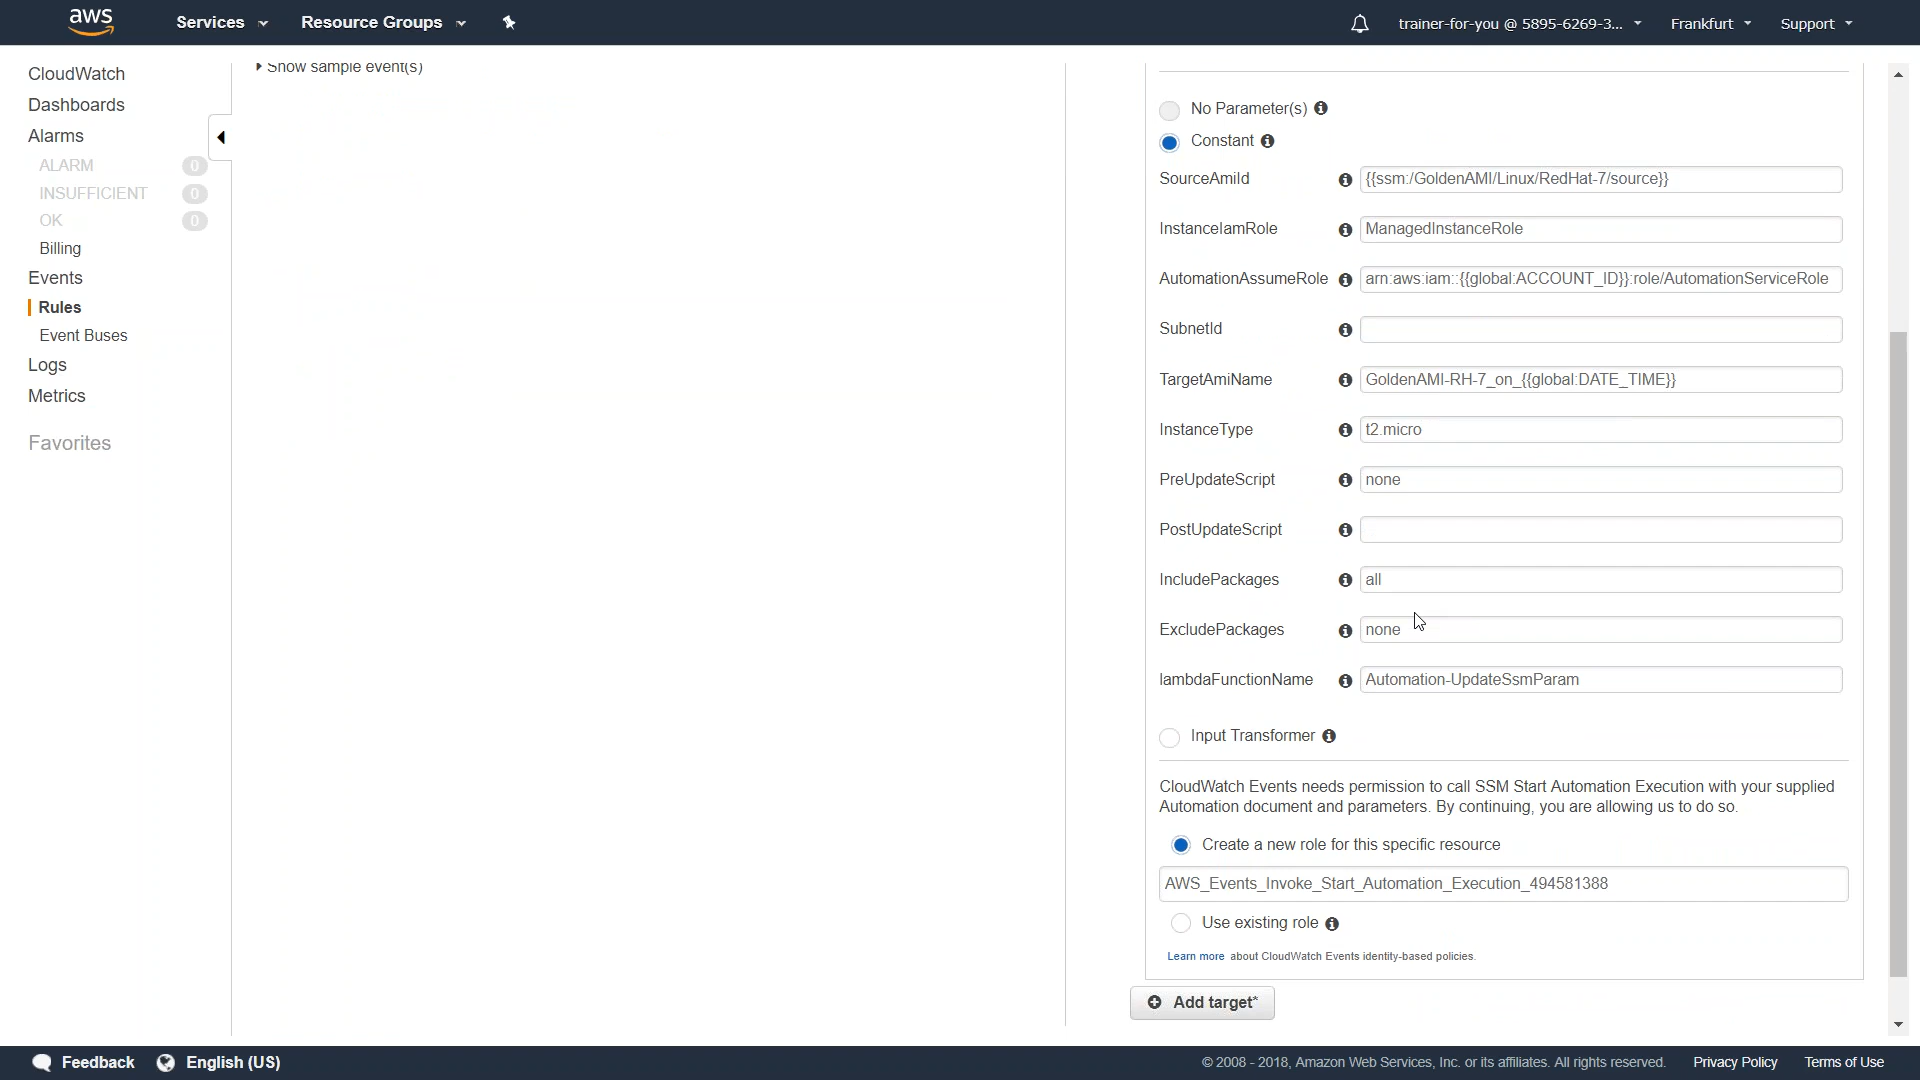 aws
Services
Resource Groups
trainer-for-you @ 5895-6269-3...
Frankfurt
Support
CloudWatch
Dashboards
Alarms
ALARM 0
INSUFFICIENT 0
OK 0
Billing
Events
Rules
Event Buses
Logs
Metrics
Favorites
Show sample event(s)
No Parameter(s)
Constant
SourceAmiId {{ssm:/GoldenAMI/Linux/RedHat-7/source}}
InstanceIamRole ManagedInstanceRole
AutomationAssumeRole arn:aws:iam::{{global:ACCOUNT_ID}}:role/AutomationServiceRole
SubnetId
TargetAmiName GoldenAMI-RH-7_on_{{global:DATE_TIME}}
InstanceType t2.micro
PreUpdateScript none
PostUpdateScript
IncludePackages all
ExcludePackages none
lambdaFunctionName Automation-UpdateSsmParam
Input Transformer
CloudWatch Events needs permission to call SSM Start Automation Execution with your supplied
Automation document and parameters. By continuing, you are allowing us to do so.
Create a new role for this specific resource
AWS_Events_Invoke_Start_Automation_Execution_494581388
Use existing role
Learn more about CloudWatch Events identity-based policies.
Add target*
Feedback
English (US)
© 2008 - 2018, Amazon Web Services, Inc. or its affiliates. All rights reserved.
Privacy Policy
Terms of Use